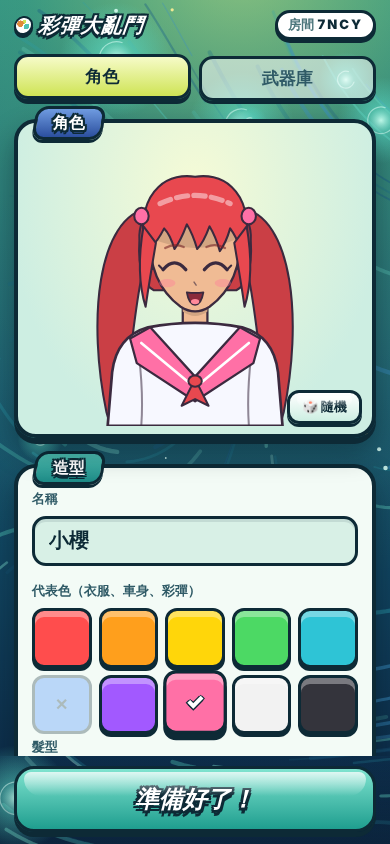 彩彈大亂鬥
房間 7NCY
角色
武器庫
角色
隨機
造型
名稱
小櫻
代表色（衣服、車身、彩彈）
髮型
準備好了！